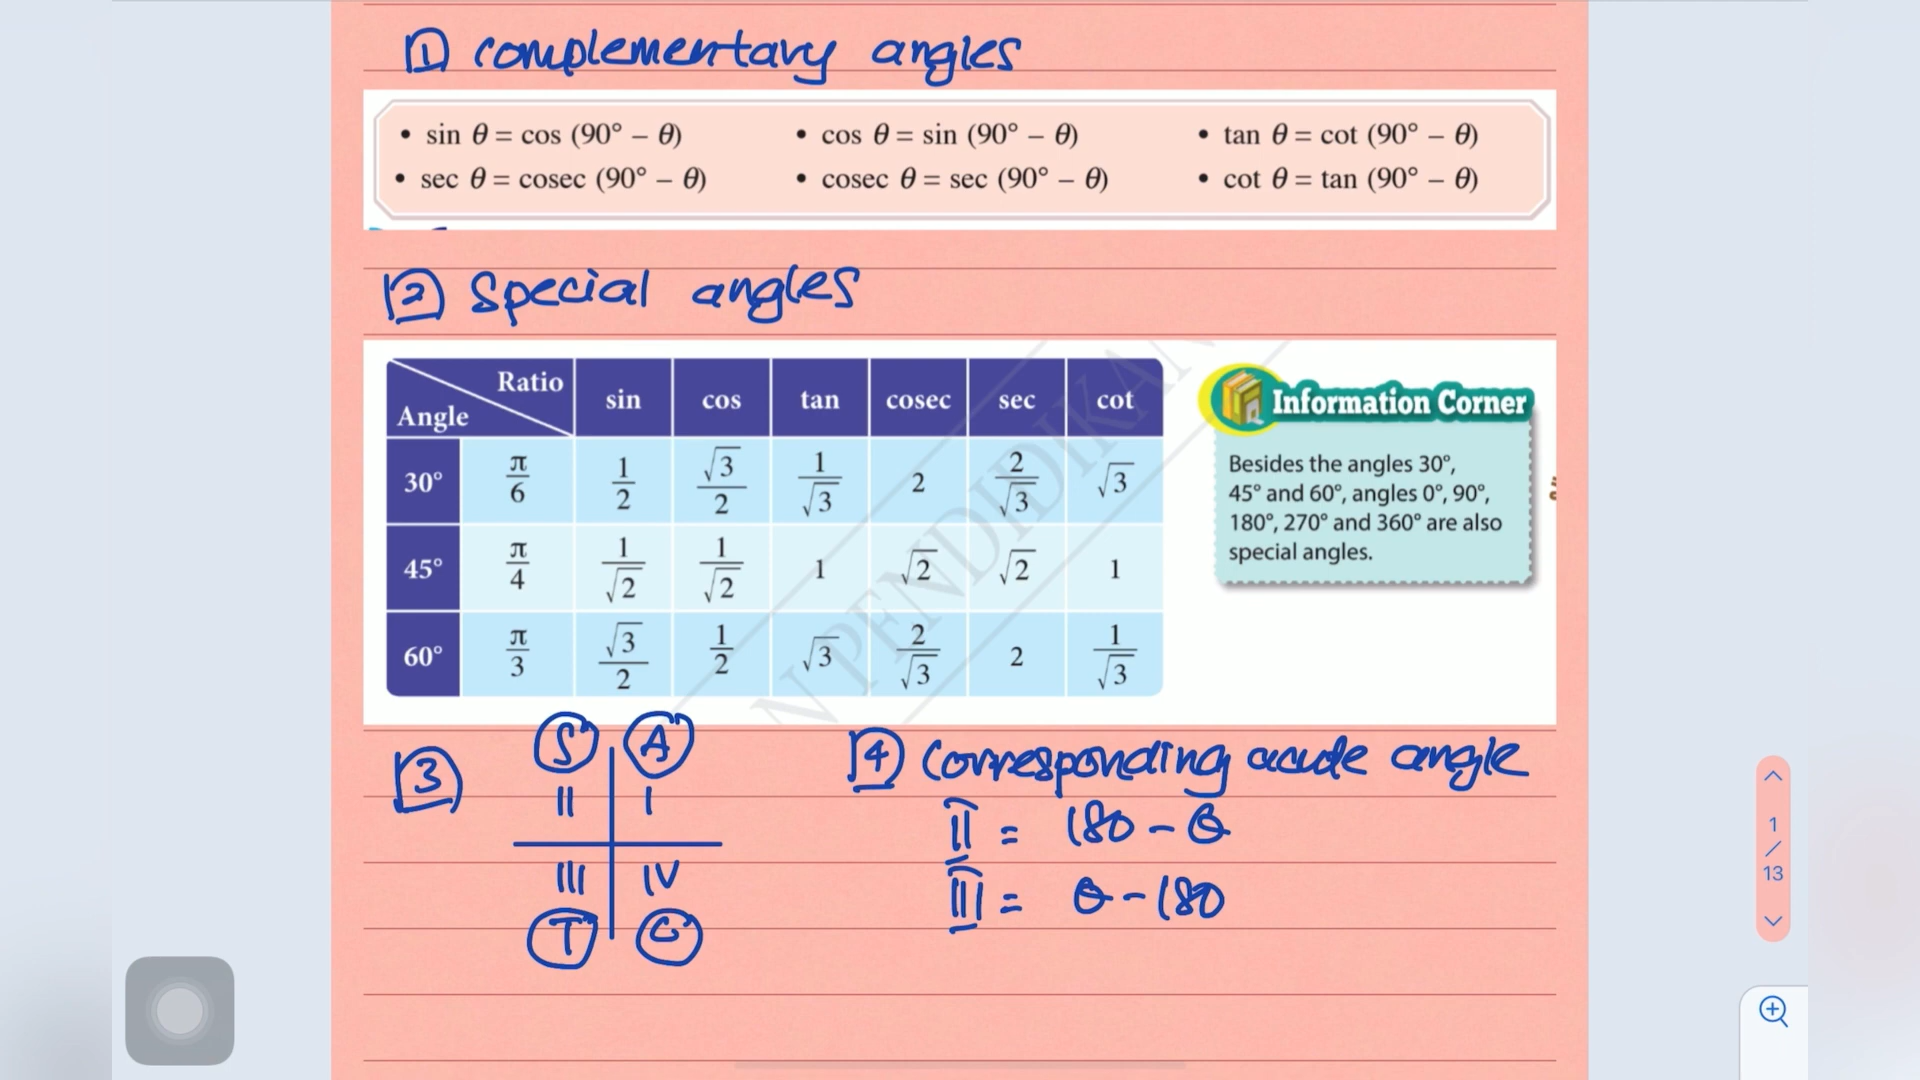 1 complementary angles
• sin θ = cos (90° – θ) • cos θ = sin (90° – θ) • tan θ = cot (90° – θ)
• sec θ = cosec (90° – θ) • cosec θ = sec (90° – θ) • cot θ = tan (90° – θ)
2 Special angles
Ratio
Angle
sin cos tan cosec sec cot
30° π/6 1/2 √3/2 1/√3 2 2/√3 √3
45° π/4 1/√2 1/√2 1 √2 √2 1
60° π/3 √3/2 1/2 √3 2/√3 2 1/√3
N PENDIDIKAN
Information Corner
Besides the angles 30°,
45° and 60°, angles 0°, 90°,
180°, 270° and 360° are also
special angles.
3
S A
II I
III IV
T C
4 Corresponding acute angle
II = 180 - θ
III = θ - 180
1
/
13